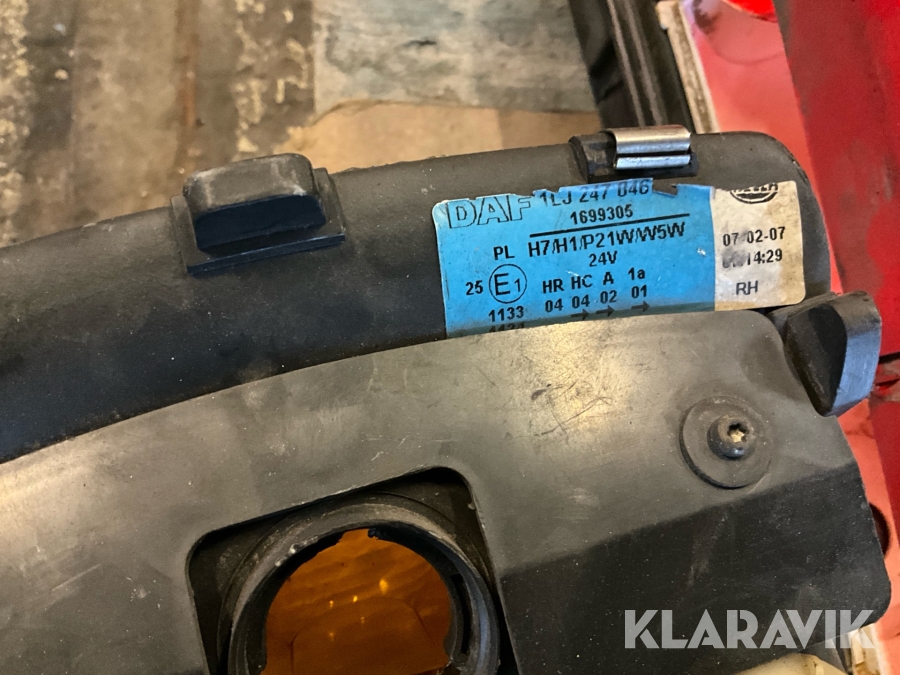 DAF 1LJ 247 046
1699305
H7/H1/P21W/W5W
24V
PL
25 E1 HR HC A 1a
1133 04 04 02 01
→ → →
HELLA
07-02-07
14:29
RH
KLARAVIK